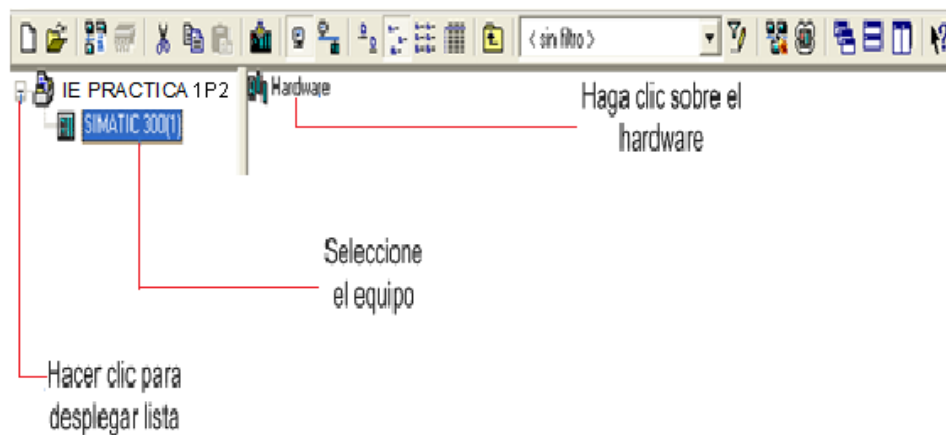 < sin filtro >
IE PRACTICA 1P2
Hardware
SIMATIC 300(1)
Haga clic sobre el
hardware
Seleccione
el equipo
Hacer clic para
desplegar lista